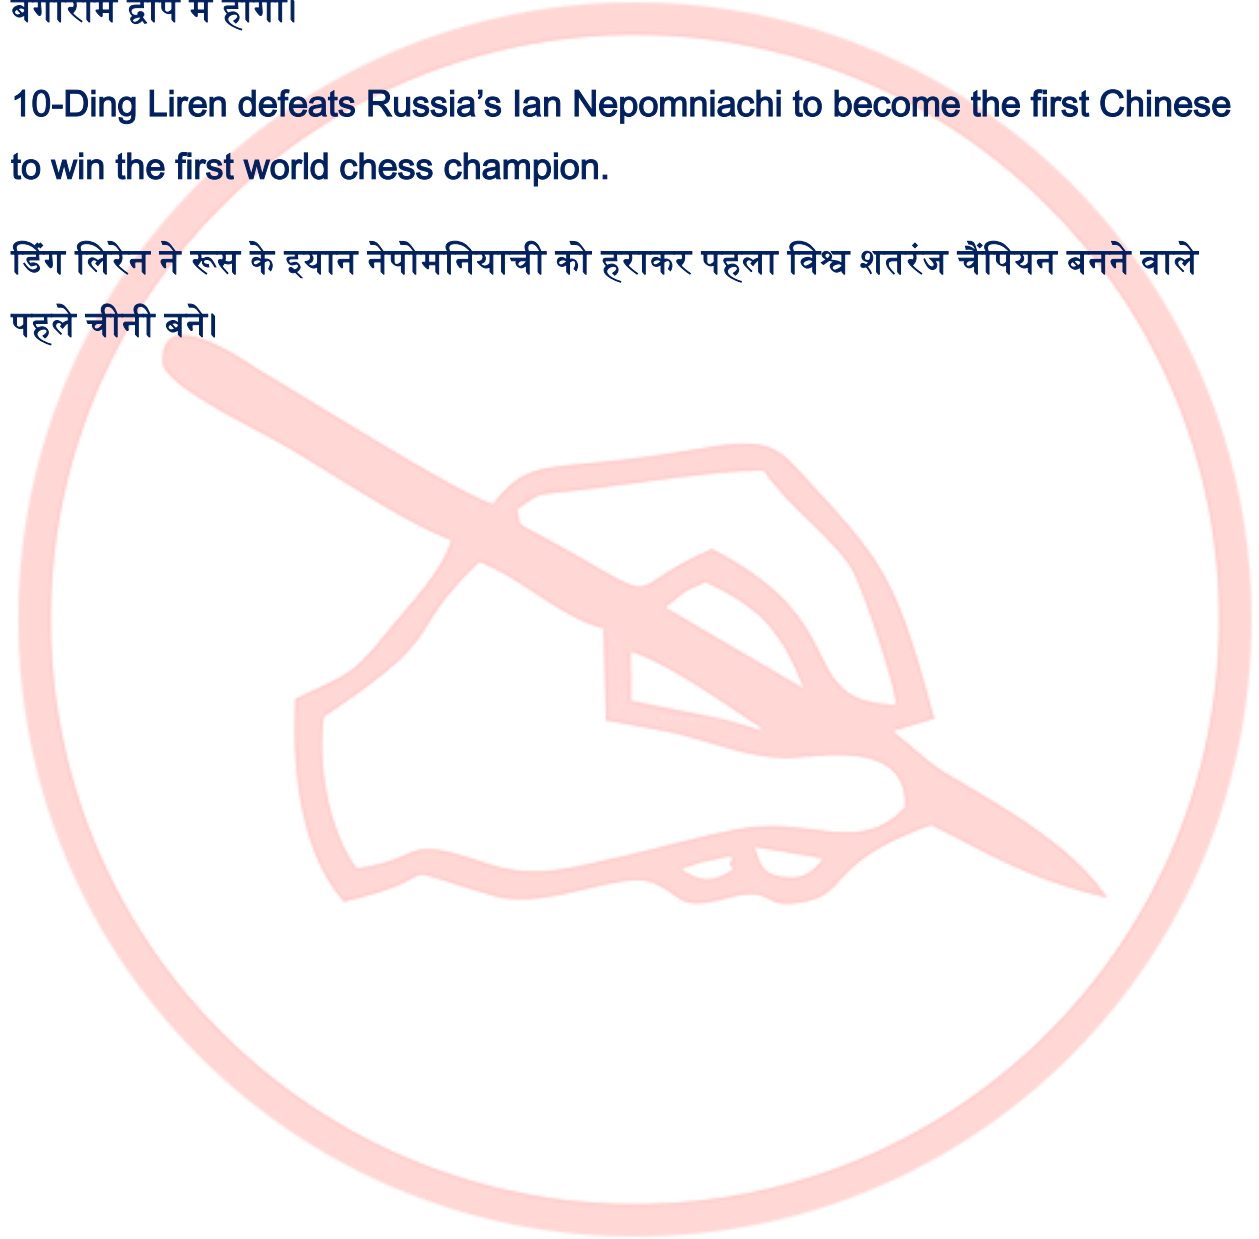 बंगाराम द्वीप में होगी।
10-Ding Liren defeats Russia’s Ian Nepomniachi to become the first Chinese
to win the first world chess champion.
डिंग लिरेन ने रूस के इयान नेपोमनियाची को हराकर पहला विश्व शतरंज चैंपियन बनने वाले
पहले चीनी बने।